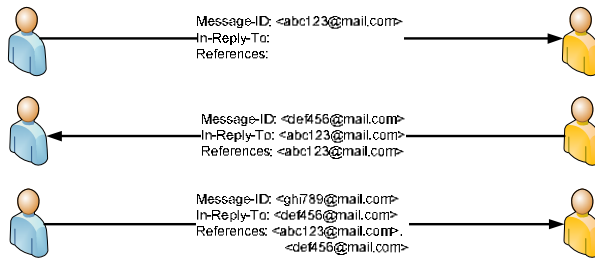 Message-ID: <abc123@mail.com>
In-Reply-To:
References:
Message-ID: <def456@mail.com>
In-Reply-To: <abc123@mail.com>
References: <abc123@mail.com>
Message-ID: <ghi789@mail.com>
In-Reply-To: <def456@mail.com>
References: <abc123@mail.com>,
<def456@mail.com>